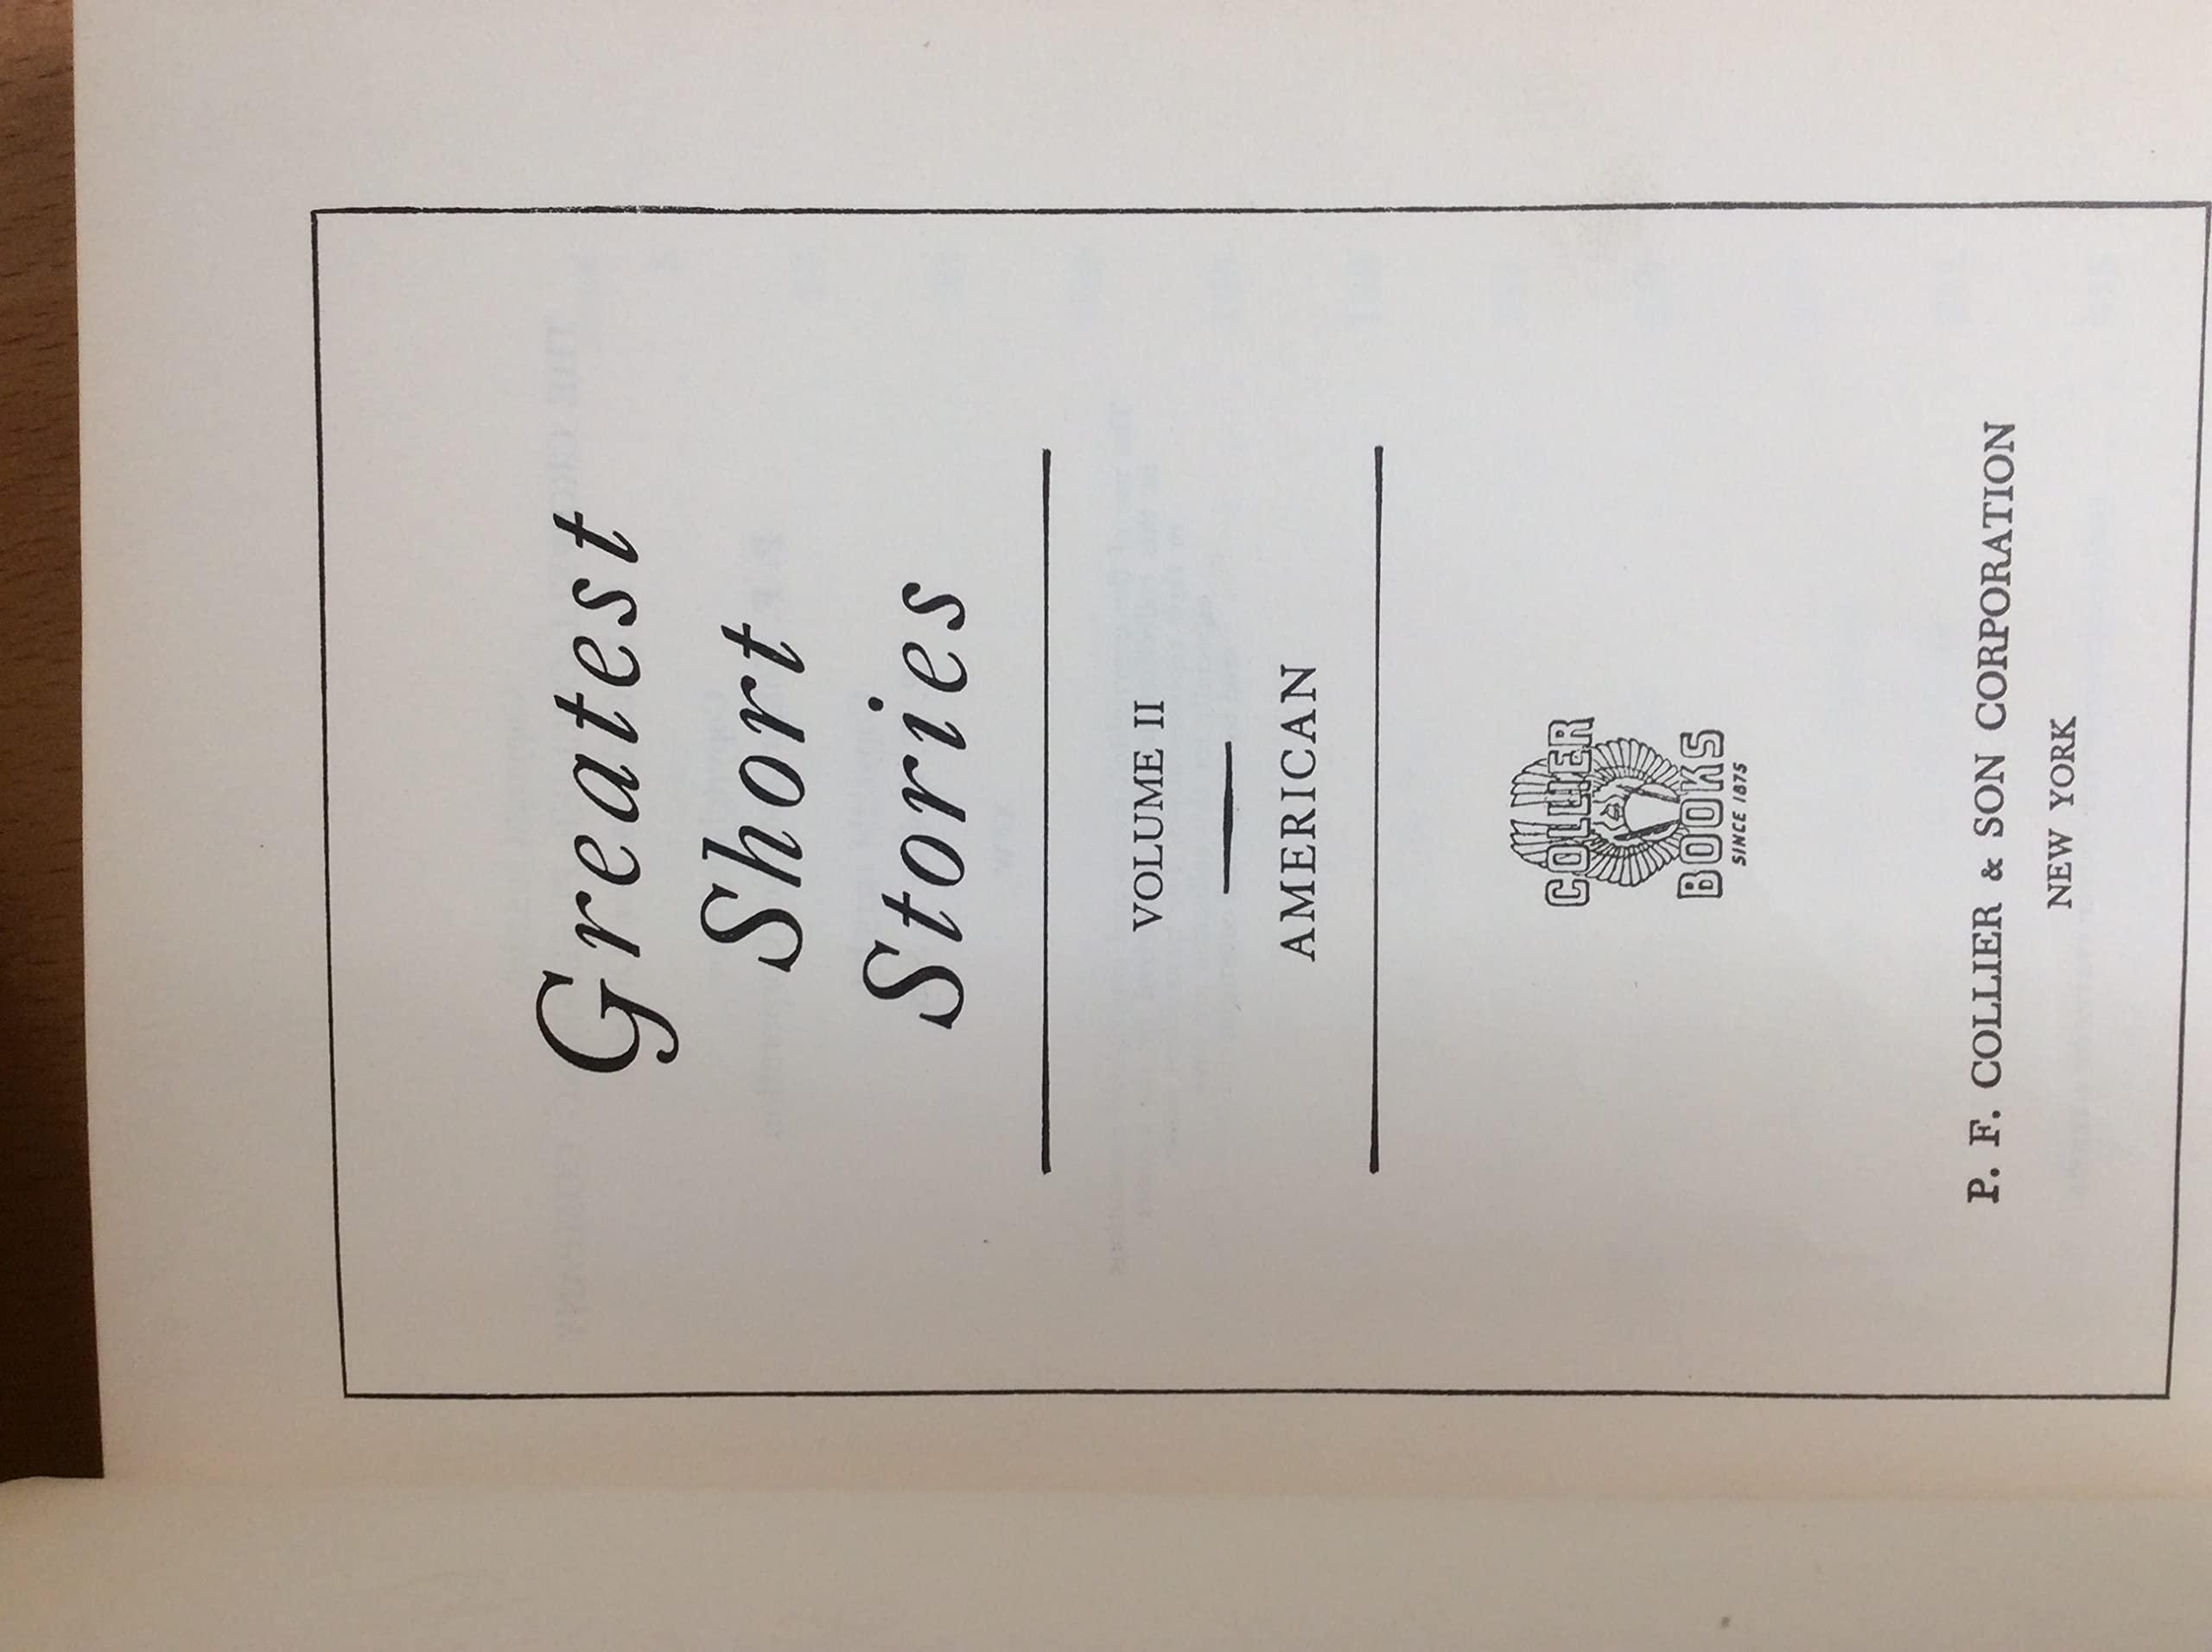 Greatest
Short
Stories
VOLUME II
AMERICAN
COLLIER
BOOKS
SINCE 1875
P. F. COLLIER & SON CORPORATION
NEW YORK